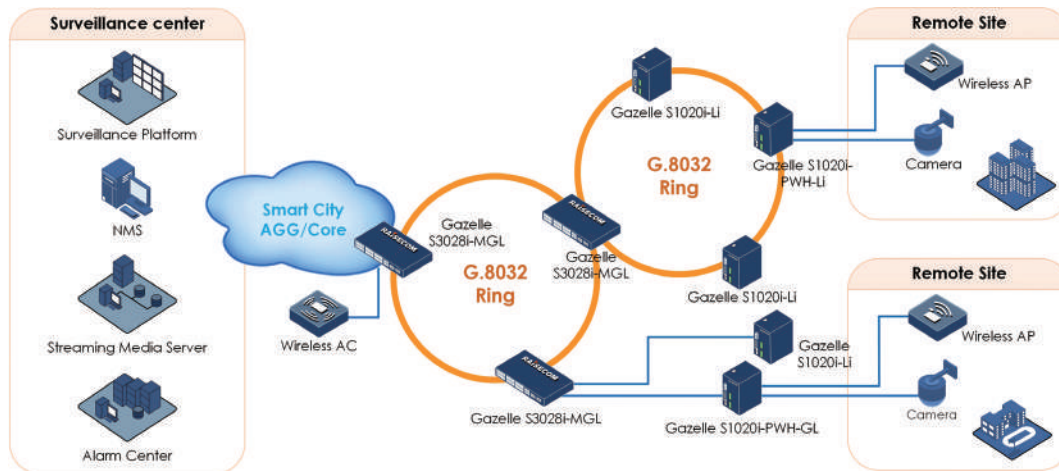 Surveillance center
Surveillance Platform
NMS
Streaming Media Server
Alarm Center
Smart City
AGG/Core
Wireless AC
RAISECOM
Gazelle
S3028i-MGL
G.8032
Ring
RAISECOM
Gazelle
S3028i-MGL
RAISECOM
Gazelle S3028i-MGL
Gazelle S1020i-Li
G.8032
Ring
Gazelle S1020i-
PWH-Li
Gazelle S1020i-Li
Gazelle
S1020i-Li
Gazelle S1020i-PWH-GL
Remote Site
Wireless AP
Camera
Remote Site
Wireless AP
Camera